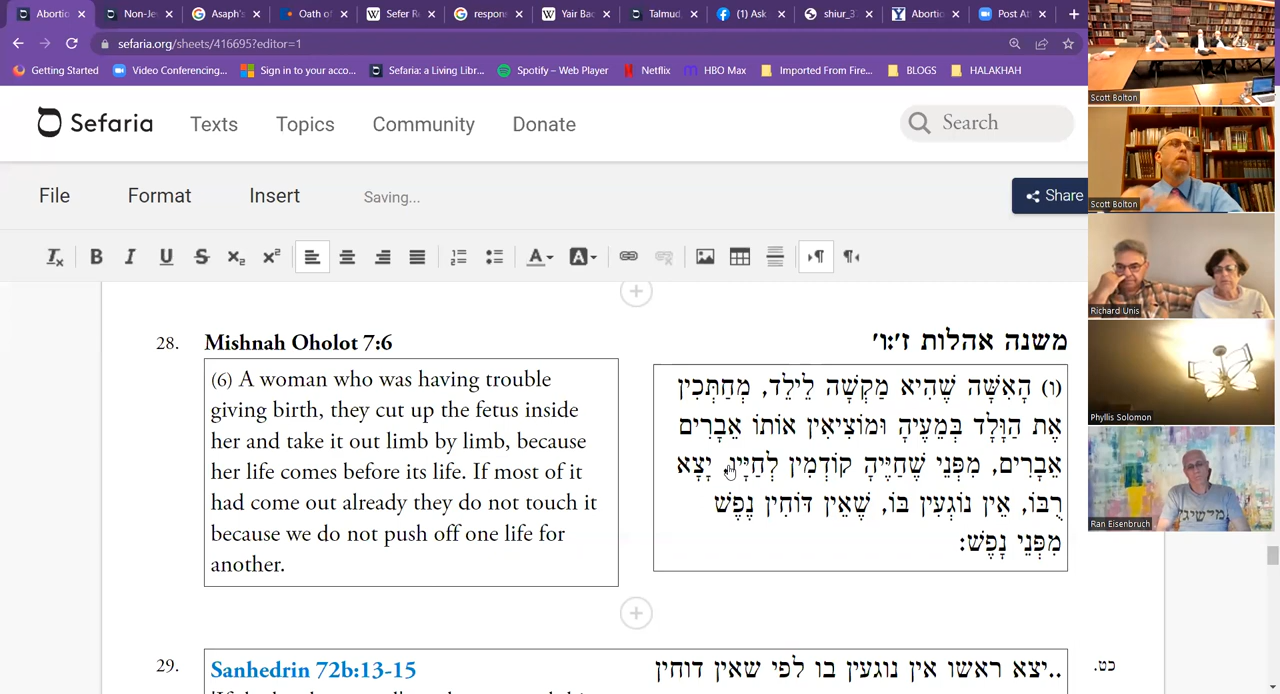 Abortio
Non-Je
Asaph's
Oath of
Sefer R
respon
Yair Bac
Talmud,
(1) Ask
shiur_3
Abortio
Post At
sefaria.org/sheets/416695?editor=1
Getting Started
Video Conferencing...
Sign in to your acco...
Sefaria: a Living Libr...
Spotify – Web Player
Netflix
HBO Max
Imported From Fire...
BLOGS
HALAKHAH
Sefaria
Texts
Topics
Community
Donate
Search
File
Format
Insert
Saving...
Share
28.
Mishnah Oholot 7:6
(6) A woman who was having trouble
giving birth, they cut up the fetus inside
her and take it out limb by limb, because
her life comes before its life. If most of it
had come out already they do not touch it
because we do not push off one life for
another.
משנה אהלות ז׳:ו׳
(ו) הָאִשָּׁה שֶׁהִיא מַקְשָׁה לֵילֵד, מְחַתְּכִין
אֶת הַוָּלָד בְּמֵעֶיהָ וּמוֹצִיאִין אוֹתוֹ אֵבָרִים
אֵבָרִים, מִפְּנֵי שֶׁחַיֶּיהָ קוֹדְמִין לְחַיָּיו. יָצָא
רֻבּוֹ, אֵין נוֹגְעִין בּוֹ, שֶׁאֵין דּוֹחִין נֶפֶשׁ
מִפְּנֵי נָפֶשׁ:
29.
Sanhedrin 72b:13-15
..יצא ראשו אין נוגעין בו לפי שאין דוחין
כט.
Scott Bolton
Scott Bolton
Richard Unis
Phyllis Solomon
Ran Eisenbruch